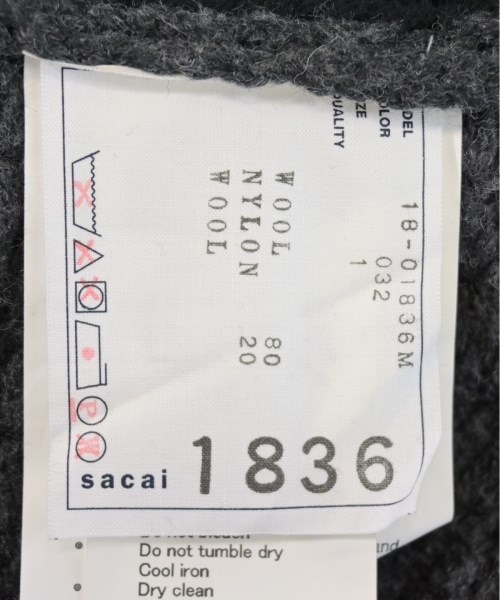 DEL 18-01836M
OLOR 032
ZE 1
QUALITY
WOOL 80
NYLON 20
WOOL
sacai 1836
Do not bleach
Do not tumble dry
Cool iron
Dry clean
and